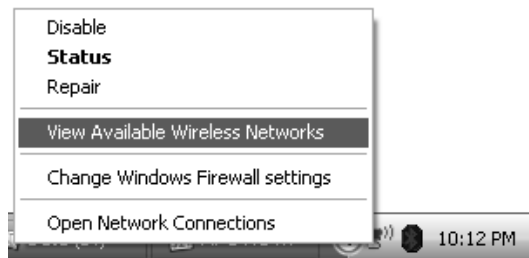 Disable
Status
Repair
View Available Wireless Networks
Change Windows Firewall settings
Open Network Connections
10:12 PM